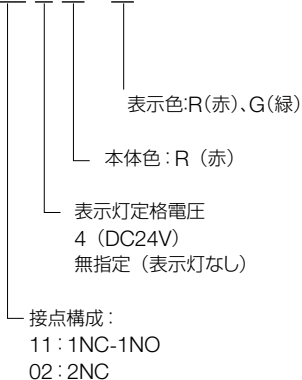 表示色:R(赤)、G(緑)
本体色:R(赤)
表示灯定格電圧
4(DC24V)
無指定(表示灯なし)
接点構成:
11:1NC-1NO
02:2NC